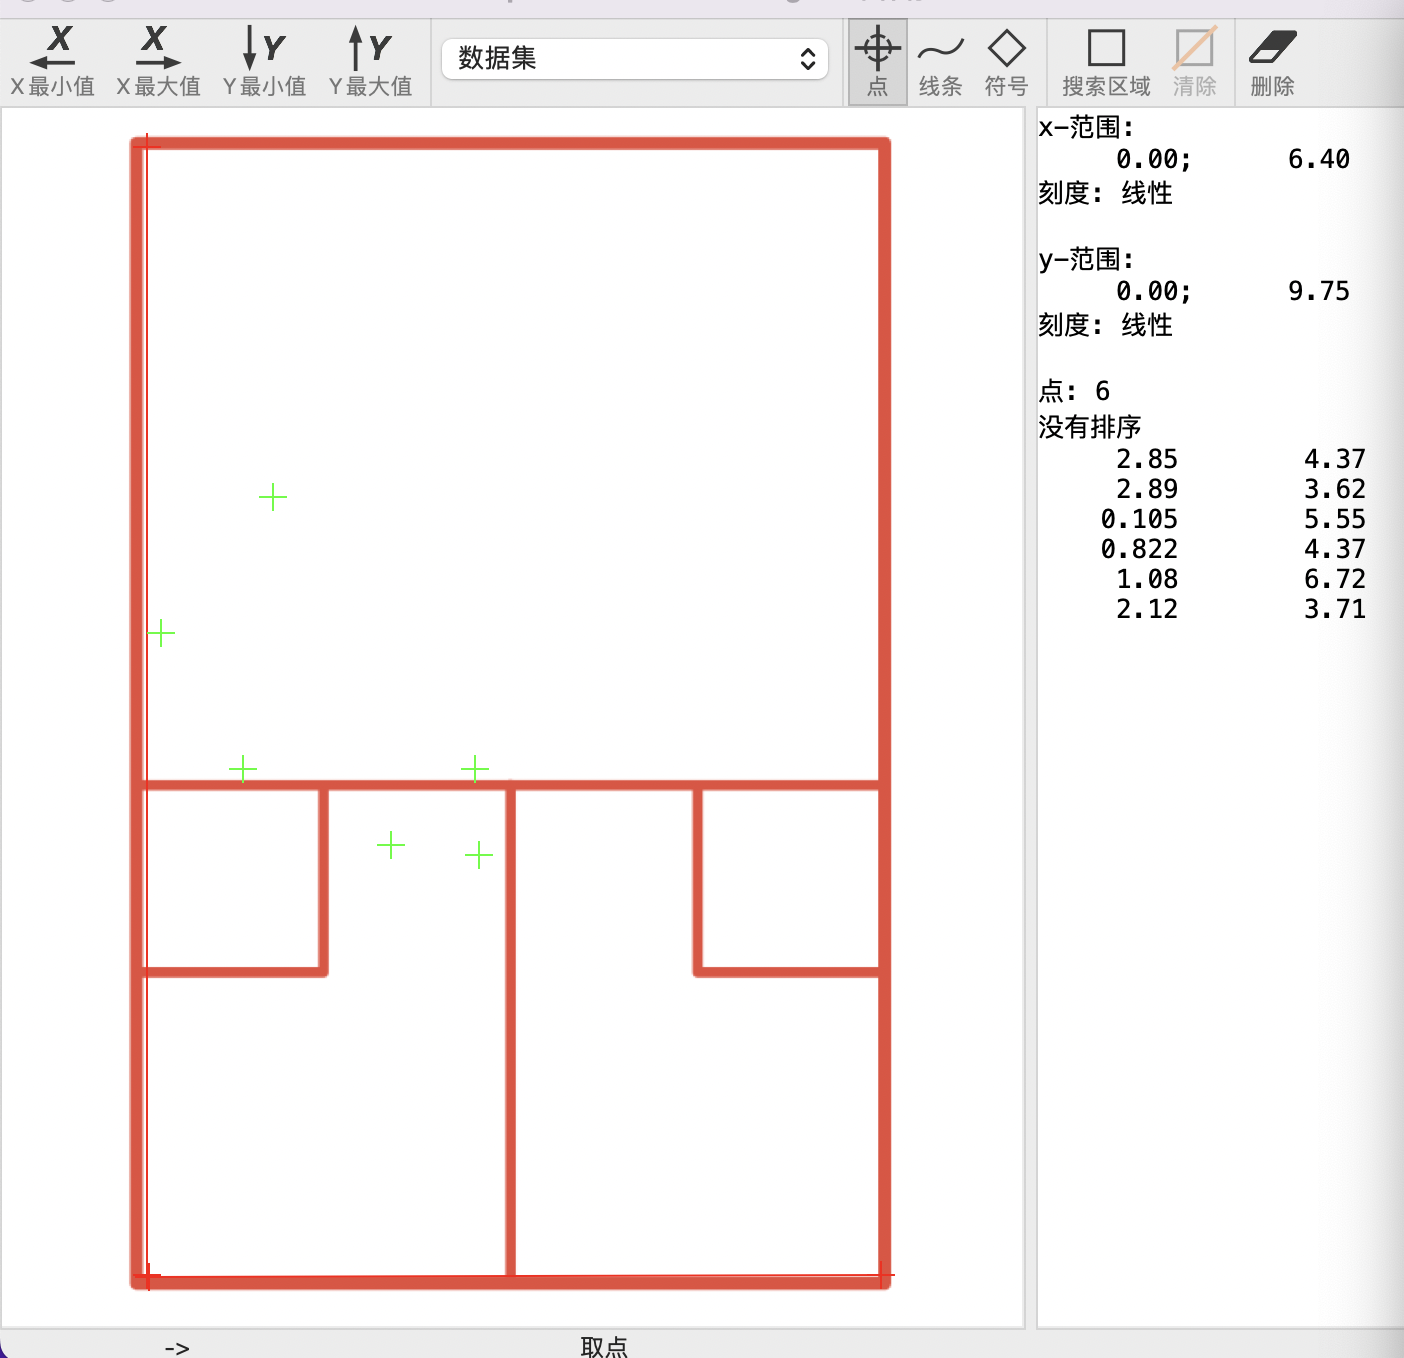 X X Y Y
X 最小值 X 最大值 Y 最小值 Y 最大值
数据集
点 线条 符号 搜索区域 清除 删除
x-范围:
0.00; 6.40
刻度: 线性
y-范围:
0.00; 9.75
刻度: 线性
点: 6
没有排序
2.85 4.37
2.89 3.62
0.105 5.55
0.822 4.37
1.08 6.72
2.12 3.71
-> 取点